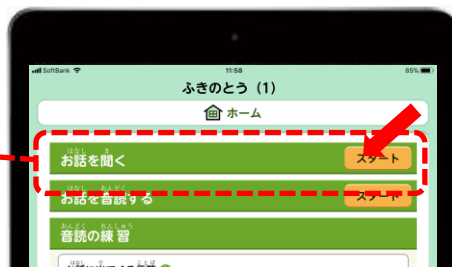 SoftBank 11:58 85%
ふきのとう（1）
ホーム
はなし き
お話を聞く スタート
はなし おんどく
お話を音読する スタート
おんどく れんしゅう
音読の練習